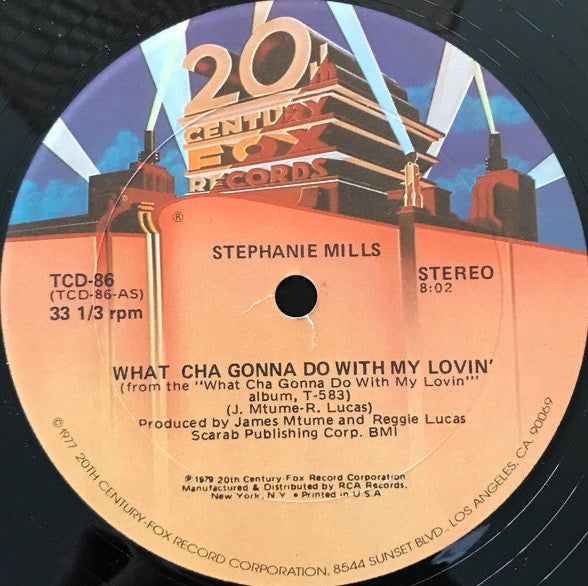 20th
CENTURY
FOX
RECORDS
®
STEPHANIE MILLS
TCD-86
(TCD-86-AS)
33 1/3 rpm
STEREO
8:02
WHAT CHA GONNA DO WITH MY LOVIN'
(from the "What Cha Gonna Do With My Lovin'"
album, T-583)
(J. Mtume-R. Lucas)
Produced by James Mtume and Reggie Lucas
Scarab Publishing Corp. BMI
℗ 1979 20th Century-Fox Record Corporation
Manufactured & Distributed by RCA Records,
New York, N.Y. • Printed in U.S.A
© 1977 20TH CENTURY-FOX RECORD CORPORATION, 8544 SUNSET BLVD., LOS ANGELES, CA 90069